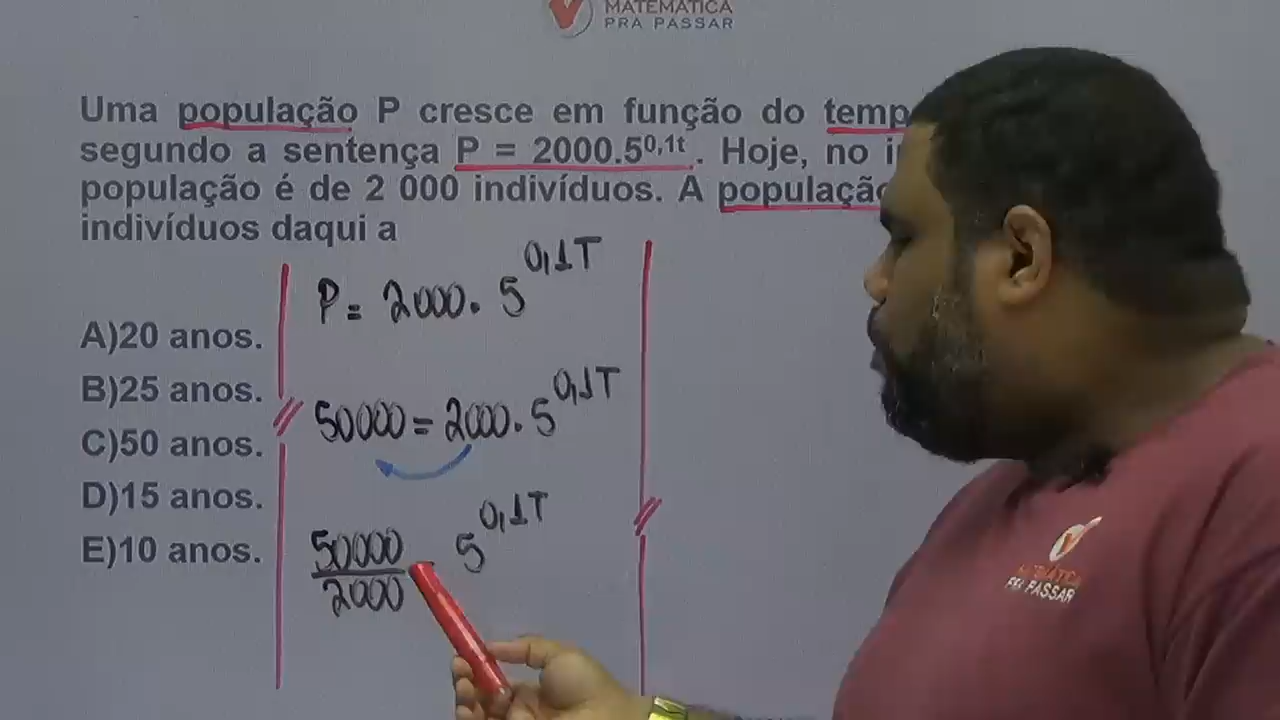 MATEMÁTICA
PRA PASSAR
Uma população P cresce em função do temp
segundo a sentença P = 2000.5^0,1t . Hoje, no i
população é de 2 000 indivíduos. A população
indivíduos daqui a
P = 2000 . 5^0,1T
A)20 anos.
B)25 anos.
50000 = 2000 . 5^0,1T
C)50 anos.
D)15 anos.
50000/2000 5^0,1T
E)10 anos.
MATEMÁTICA
PRA PASSAR